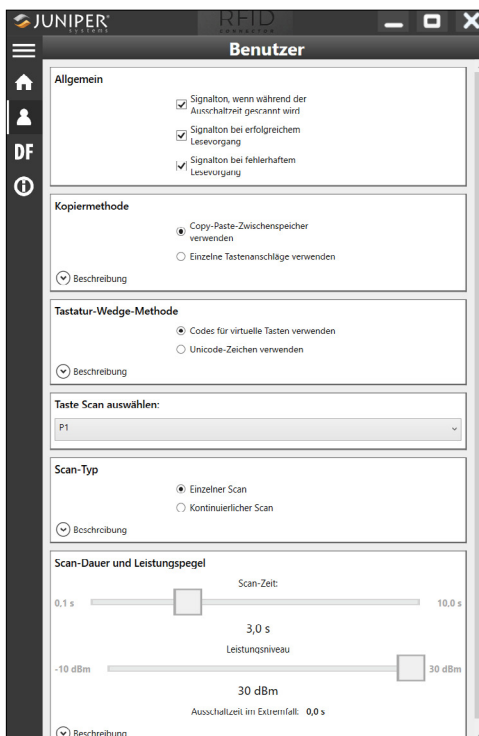 JUNIPER®
systems
RFID
CONNECTOR
Benutzer
Allgemein
Signalton, wenn während der
Ausschaltzeit gescannt wird
Signalton bei erfolgreichem
Lesevorgang
Signalton bei fehlerhaftem
Lesevorgang
DF
Kopiermethode
Copy-Paste-Zwischenspeicher
verwenden
Einzelne Tastenanschläge verwenden
Beschreibung
Tastatur-Wedge-Methode
Codes für virtuelle Tasten verwenden
Unicode-Zeichen verwenden
Beschreibung
Taste Scan auswählen:
P1
Scan-Typ
Einzelner Scan
Kontinuierlicher Scan
Beschreibung
Scan-Dauer und Leistungspegel
Scan-Zeit:
0,1 s 10,0 s
3,0 s
Leistungsniveau
-10 dBm 30 dBm
30 dBm
Ausschaltzeit im Extremfall: 0,0 s
Beschreibung